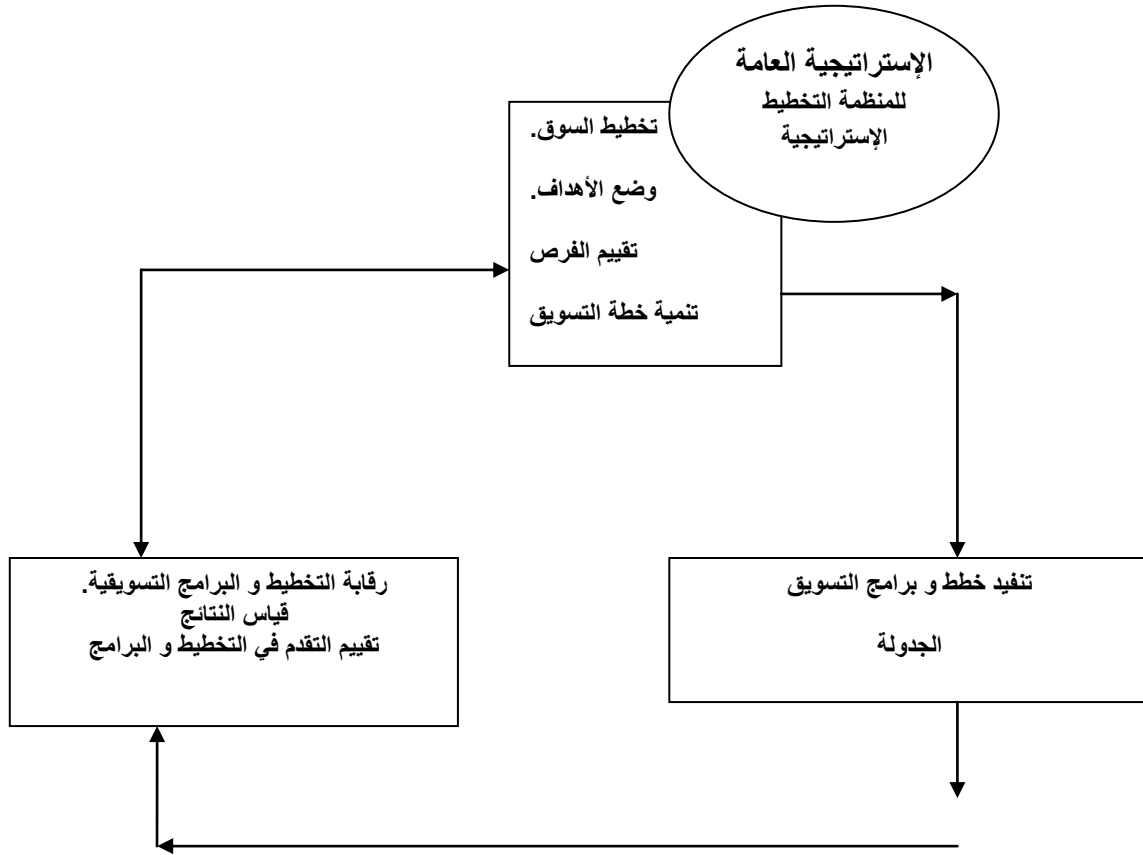 الإستراتيجية العامة
للمنظمة التخطيط
الإستراتيجية
تخطيط السوق.
وضع الأهداف.
تقييم الفرص
تنمية خطة التسويق
تنفيد خطط و برامج التسويق
الجدولة
رقابة التخطيط و البرامج التسويقية.
قياس النتائج
تقييم التقدم في التخطيط و البرامج